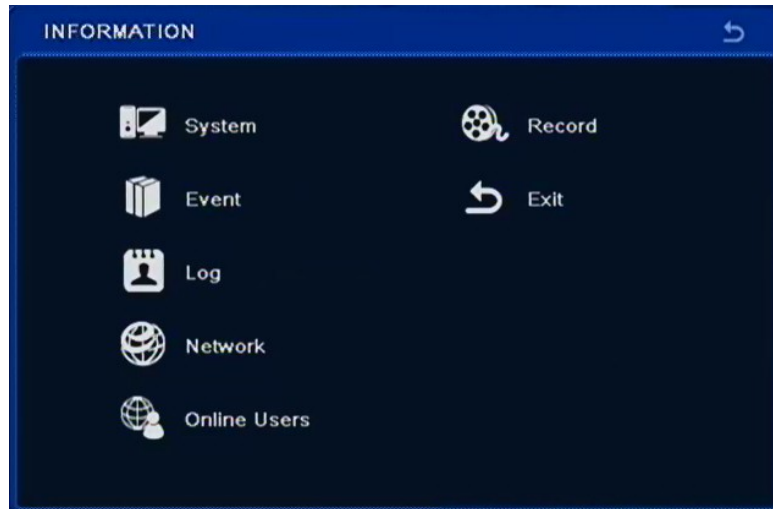 INFORMATION
System
Event
Log
Network
Online Users
Record
Exit